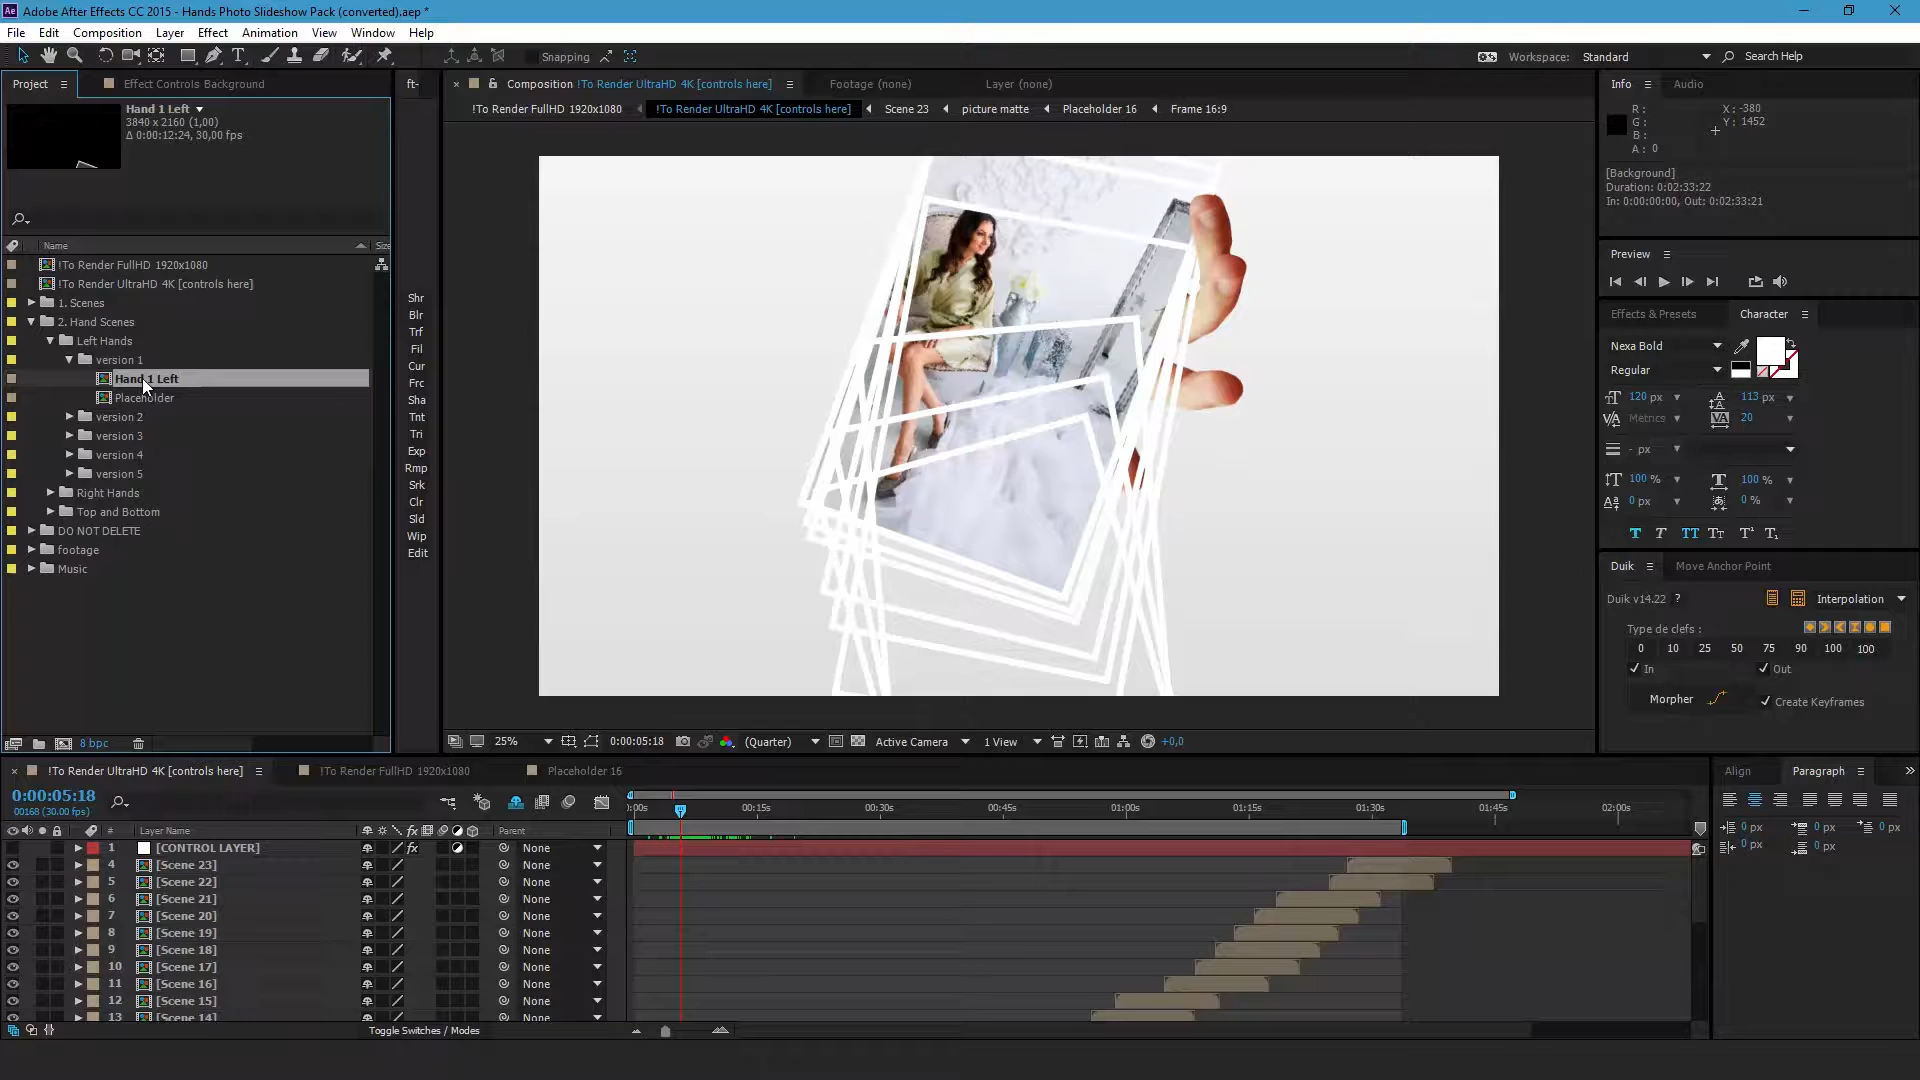 Ae Adobe After Effects CC 2015 - Hands Photo Slideshow Pack (converted).aep *
File Edit Composition Layer Effect Animation View Window Help
Snapping
Workspace: Standard
Search Help
Project
Effect Controls Background
Hand 1 Left
3840 x 2160 (1,00)
Δ 0:00:12:24, 30,00 fps
Name
Size
!To Render FullHD 1920x1080
!To Render UltraHD 4K [controls here]
1. Scenes
2. Hand Scenes
Left Hands
version 1
Hand 1 Left
Placeholder
version 2
version 3
version 4
version 5
Right Hands
Top and Bottom
DO NOT DELETE
footage
Music
8 bpc
ft-
Shr
Blr
Trf
Fil
Cur
Frc
Sha
Tnt
Tri
Exp
Rmp
Srk
Clr
Sld
Wip
Edit
Composition !To Render UltraHD 4K [controls here]
Footage (none)
Layer (none)
!To Render FullHD 1920x1080
!To Render UltraHD 4K [controls here]
Scene 23
picture matte
Placeholder 16
Frame 16:9
25%
0:00:05:18
(Quarter)
Active Camera
1 View
+0,0
Info
Audio
R :
G :
B :
A : 0
X : -380
Y : 1452
[Background]
Duration: 0:02:33:22
In: 0:00:00:00, Out: 0:02:33:21
Preview
Effects & Presets
Character
Nexa Bold
Regular
120 px
113 px
Metrics
20
- px
100 %
100 %
0 px
0 %
Duik
Move Anchor Point
Duik v14.22 ?
Interpolation
Type de clefs :
0 10 25 50 75 90 100 100
In
Out
Morpher
Create Keyframes
!To Render UltraHD 4K [controls here]
!To Render FullHD 1920x1080
Placeholder 16
0:00:05:18
00168 (30.00 fps)
:00s 00:15s 00:30s 00:45s 01:00s 01:15s 01:30s 01:45s 02:00s
# Layer Name
Parent
1 [CONTROL LAYER] fx None
4 [Scene 23] None
5 [Scene 22] None
6 [Scene 21] None
7 [Scene 20] None
8 [Scene 19] None
9 [Scene 18] None
10 [Scene 17] None
11 [Scene 16] None
12 [Scene 15] None
13 [Scene 14] None
Toggle Switches / Modes
Align
Paragraph
0 px 0 px 0 px
0 px 0 px